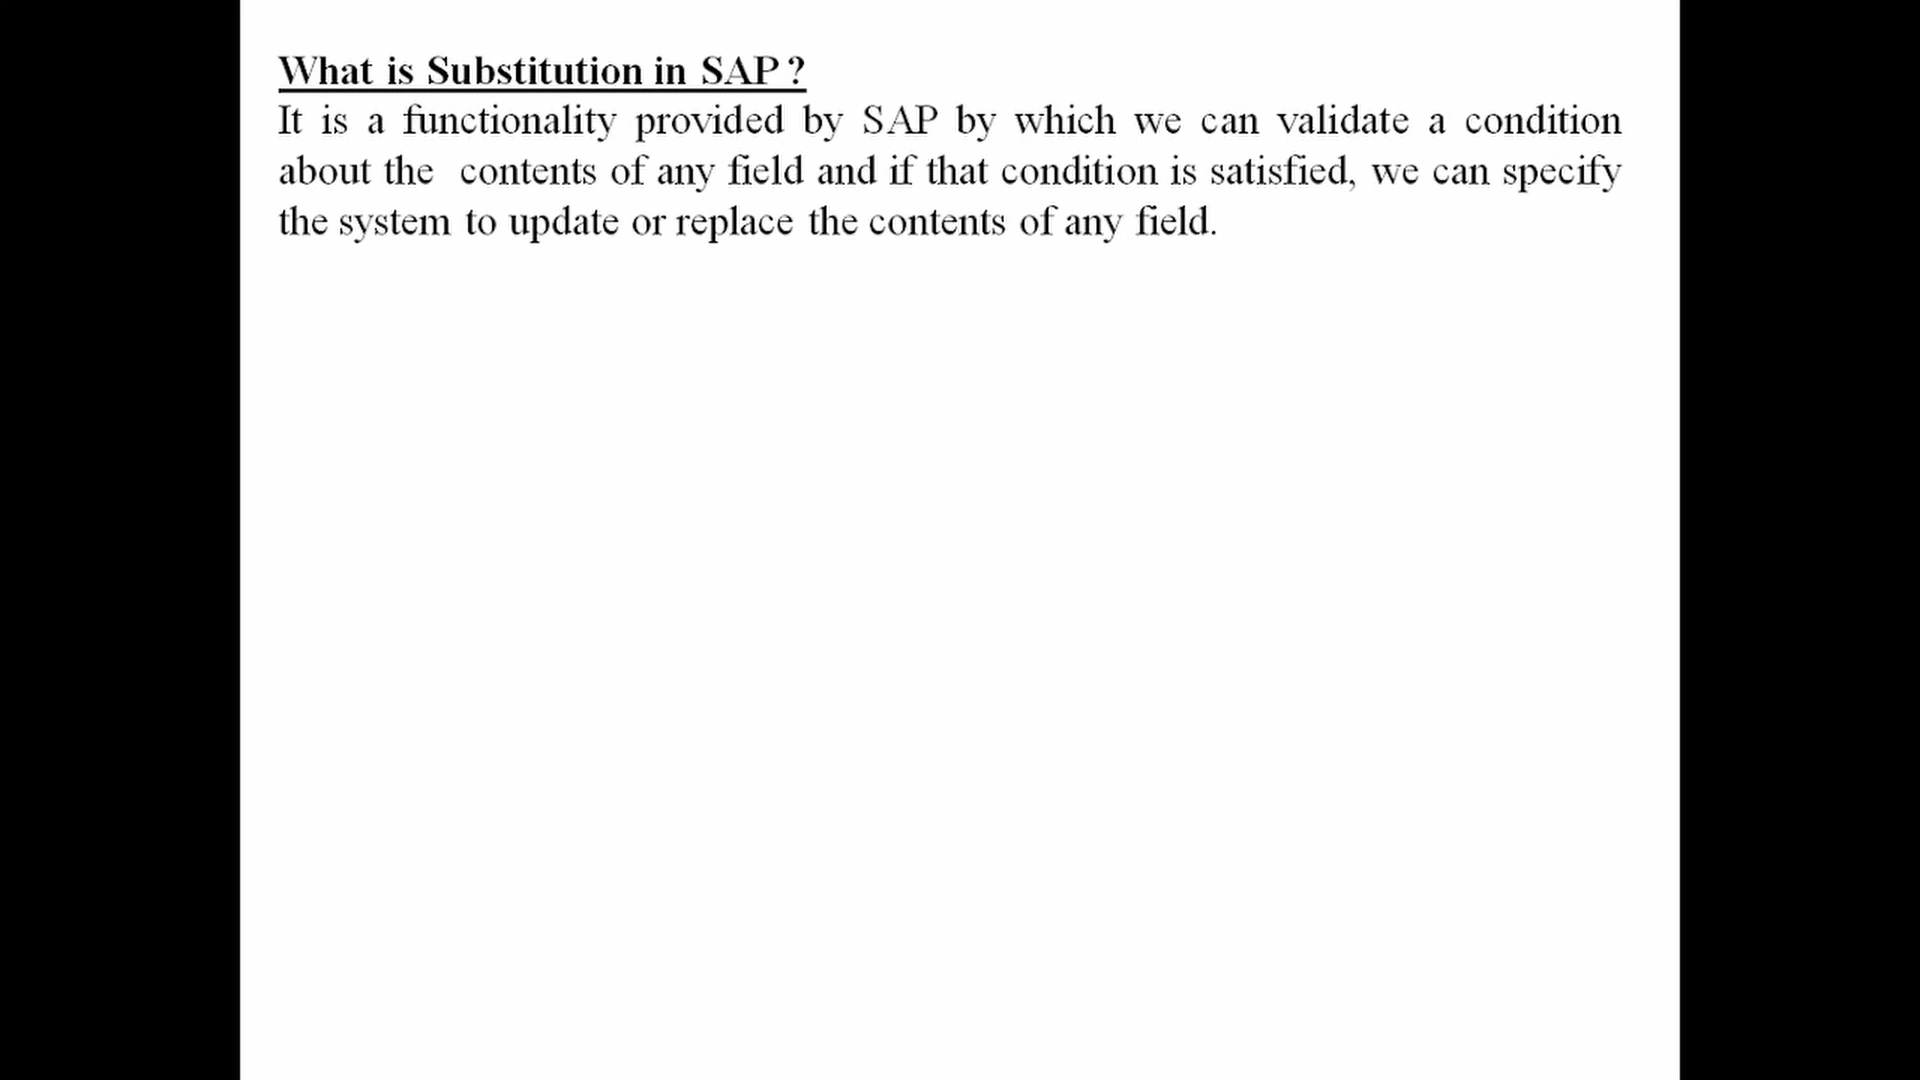 What is Substitution in SAP ?
It is a functionality provided by SAP by which we can validate a condition
about the contents of any field and if that condition is satisfied, we can specify
the system to update or replace the contents of any field.